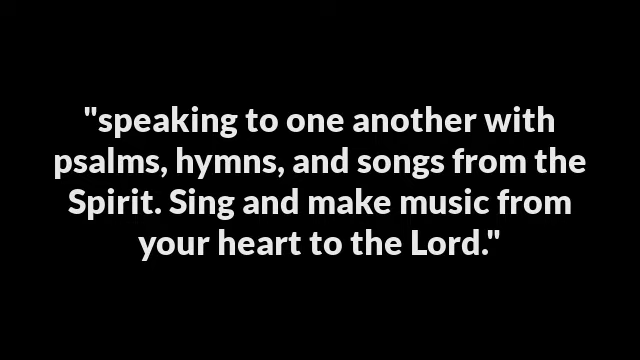 "speaking to one another with
psalms, hymns, and songs from the
Spirit. Sing and make music from
your heart to the Lord."